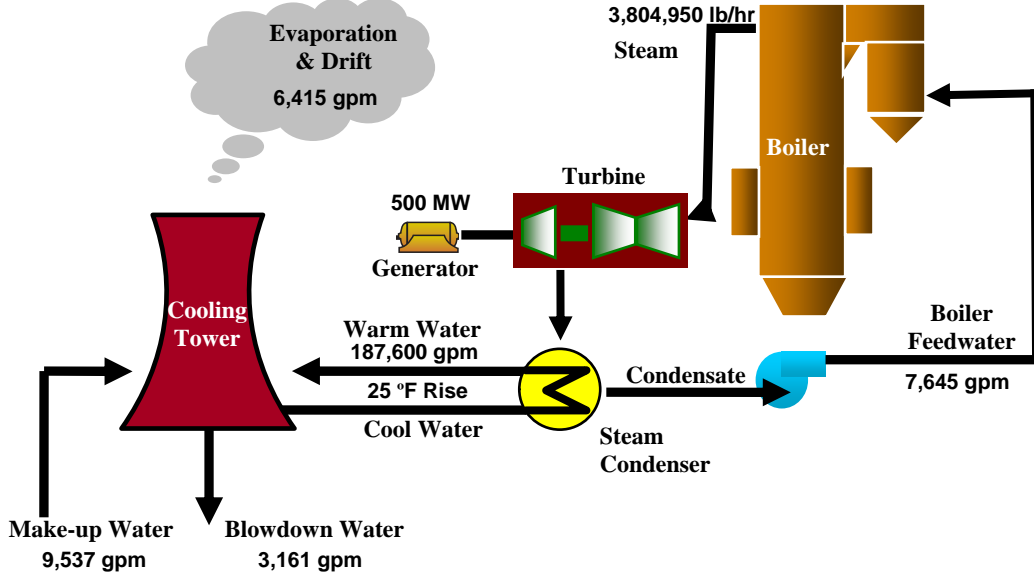 Evaporation
& Drift
6,415 gpm
3,804,950 lb/hr
Steam
Boiler
Turbine
500 MW
Generator
Cooling
Tower
Warm Water
187,600 gpm
25 ºF Rise
Cool Water
Condensate
Boiler
Feedwater
7,645 gpm
Steam
Condenser
Make-up Water
9,537 gpm
Blowdown Water
3,161 gpm